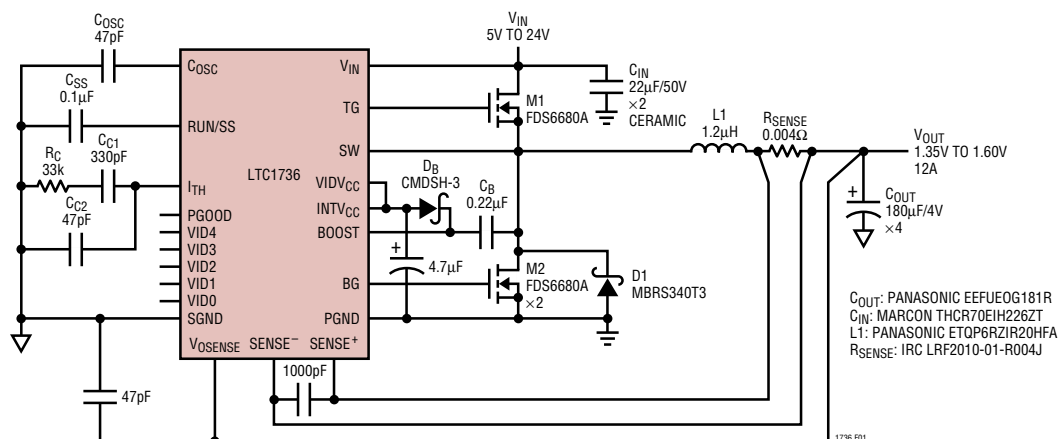 COSC
47pF
CSS
0.1µF
RC
33k
CC1
330pF
CC2
47pF
47pF
COSC
RUN/SS
ITH
PGOOD
VID4
VID3
VID2
VID1
VID0
SGND
VOSENSE
SENSE−
SENSE+
LTC1736
VIN
TG
SW
VIDVCC
INTVCC
BOOST
BG
PGND
1000pF
DB
CMDSH-3
CB
0.22µF
+
4.7µF
VIN
5V TO 24V
M1
FDS6680A
CIN
22µF/50V
×2
CERAMIC
M2
FDS6680A
×2
D1
MBRS340T3
L1
1.2µH
RSENSE
0.004Ω
VOUT
1.35V TO 1.60V
12A
+
COUT
180µF/4V
×4
COUT: PANASONIC EEFUEOG181R
CIN: MARCON THCR70EIH226ZT
L1: PANASONIC ETQP6RZIR20HFA
RSENSE: IRC LRF2010-01-R004J
1736 F01